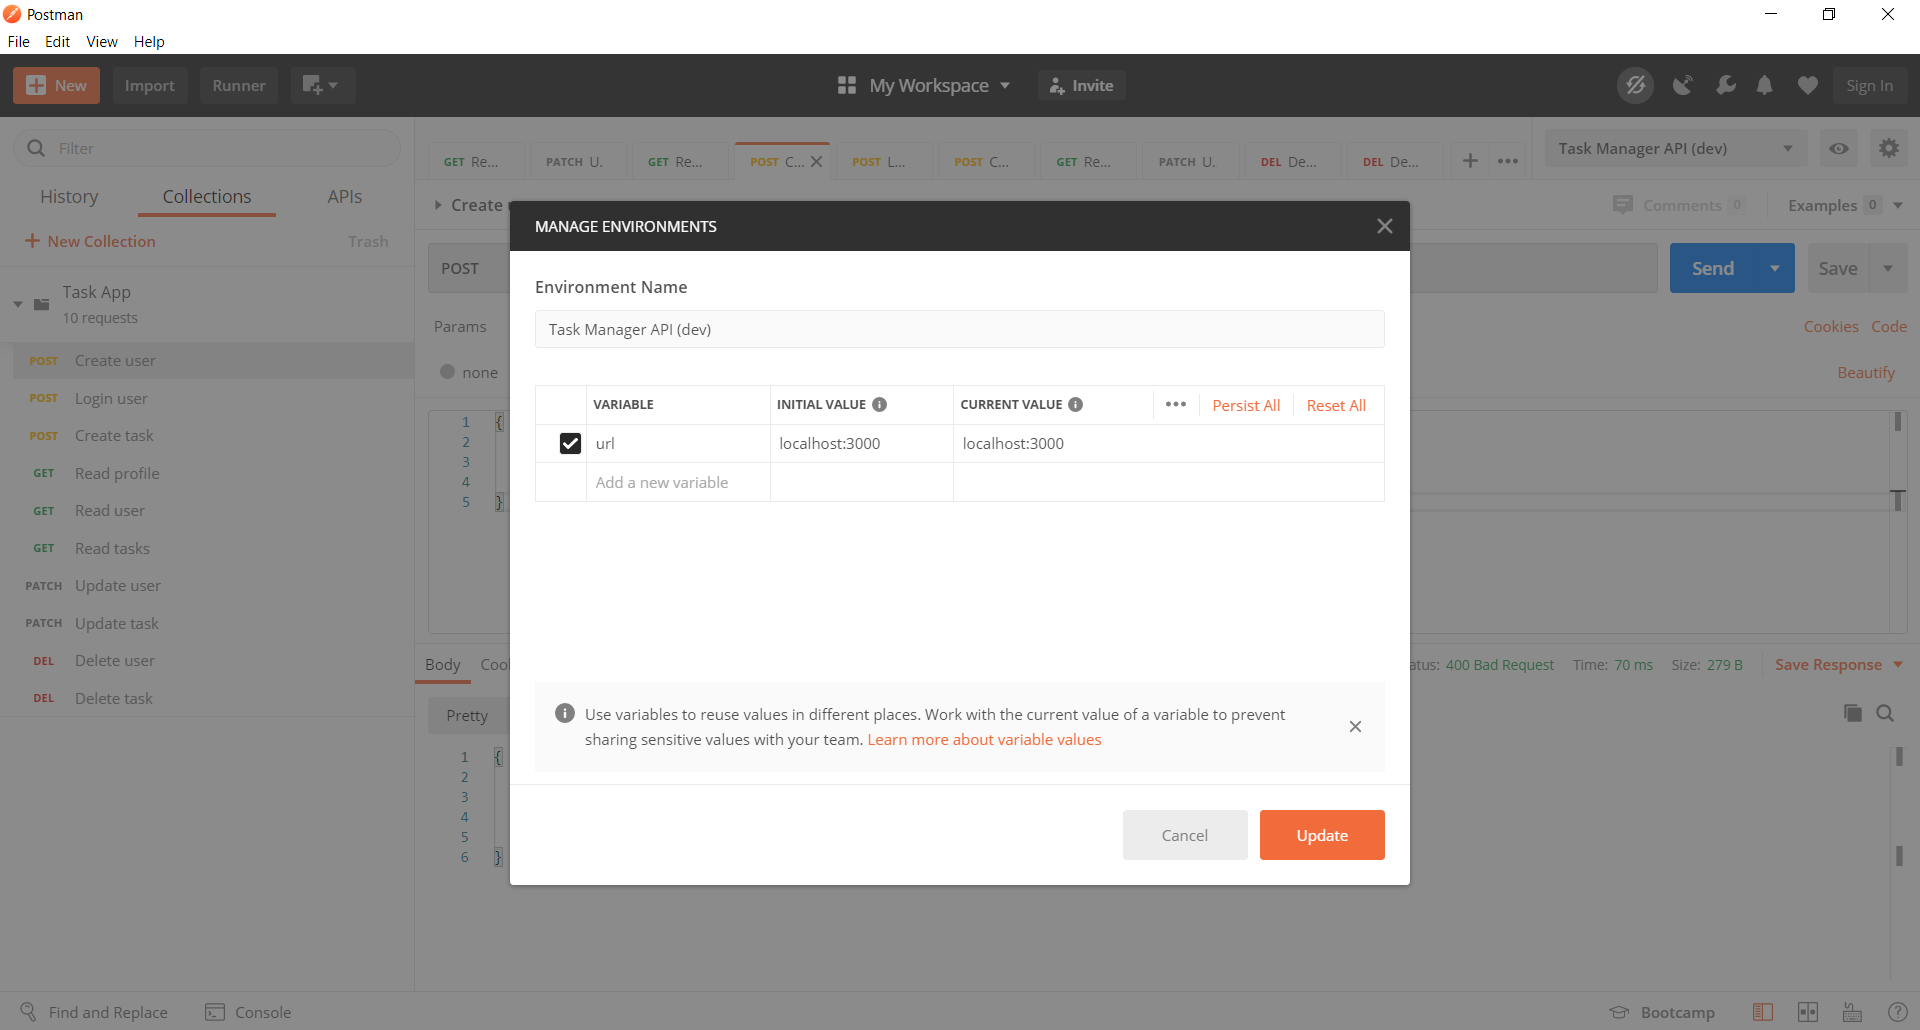 Postman
File Edit View Help
New Import Runner My Workspace Invite Sign In
Filter
History Collections APIs
New Collection Trash
Task App
10 requests
POST Create user
POST Login user
POST Create task
GET Read profile
GET Read user
GET Read tasks
PATCH Update user
PATCH Update task
DEL Delete user
DEL Delete task
GET Re... PATCH U. GET Re... POST C... POST L... POST C... GET Re... PATCH U. DEL De... DEL De...
Task Manager API (dev)
Create
Comments 0 Examples 0
POST
Send Save
Params
Cookies Code
none
Beautify
1 {
2
3
4
5 }
MANAGE ENVIRONMENTS
Environment Name
Task Manager API (dev)
VARIABLE INITIAL VALUE CURRENT VALUE Persist All Reset All
url localhost:3000 localhost:3000
Add a new variable
Use variables to reuse values in different places. Work with the current value of a variable to prevent
sharing sensitive values with your team. Learn more about variable values
Cancel Update
Body Coo
atus: 400 Bad Request Time: 70 ms Size: 279 B Save Response
Pretty
1 {
2
3
4
5
6 }
Find and Replace Console Bootcamp